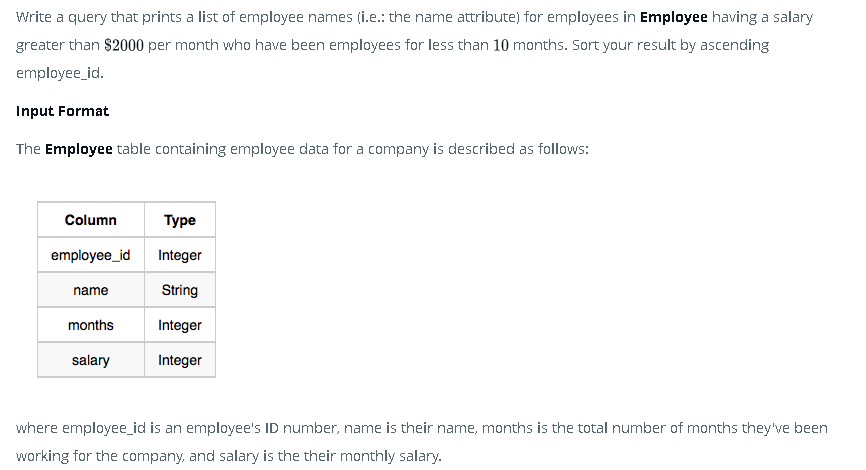 Write a query that prints a list of employee names (i.e.: the name attribute) for employees in Employee having a salary
greater than $2000 per month who have been employees for less than 10 months. Sort your result by ascending
employee_id.
Input Format
The Employee table containing employee data for a company is described as follows:
Column Type
employee_id Integer
name String
months Integer
salary Integer
where employee_id is an employee's ID number, name is their name, months is the total number of months they've been
working for the company, and salary is the their monthly salary.